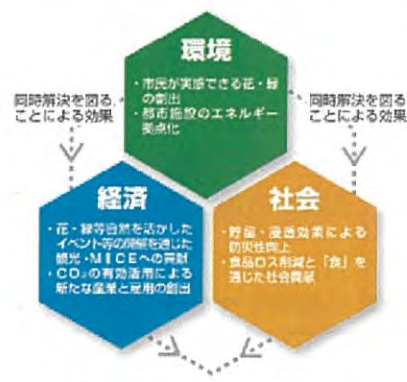 環境
・市民が実感できる花・緑
の創出
・都市施設のエネルギー
拠点化
同時解決を図る
ことによる効果
同時解決を図る
ことによる効果
経済
・花・緑等自然を活かした
イベント等の開催を通じた
観光・MICEへの貢献
・CO₂の有効活用による
新たな産業と雇用の創出
社会
・貯留・浸透効果による
防災性向上
・食品ロス削減と「食」を
通じた社会貢献